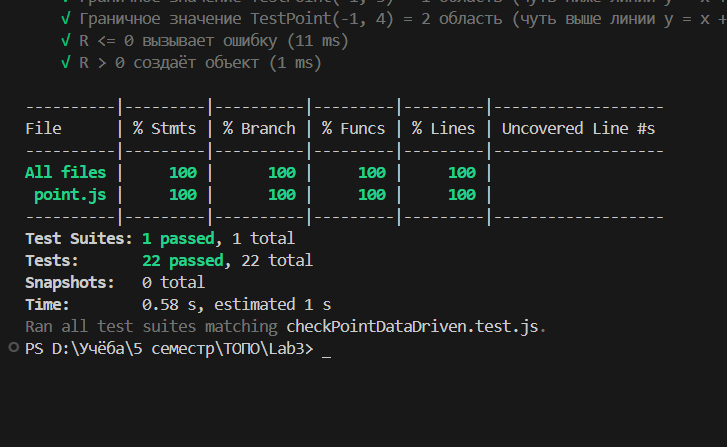 √ Граничное значение TestPoint(-1, 4) = 2 область (чуть выше линии y = x +
√ R <= 0 вызывает ошибку (11 ms)
√ R > 0 создаёт объект (1 ms)
----------|---------|----------|---------|---------|-------------------
File      | % Stmts | % Branch | % Funcs | % Lines | Uncovered Line #s
----------|---------|----------|---------|---------|-------------------
All files |     100 |      100 |     100 |     100 |
 point.js |     100 |      100 |     100 |     100 |
----------|---------|----------|---------|---------|-------------------
Test Suites: 1 passed, 1 total
Tests:       22 passed, 22 total
Snapshots:   0 total
Time:        0.58 s, estimated 1 s
Ran all test suites matching checkPointDataDriven.test.js.
PS D:\Учёба\5 семестр\ТОПО\Lab3> _